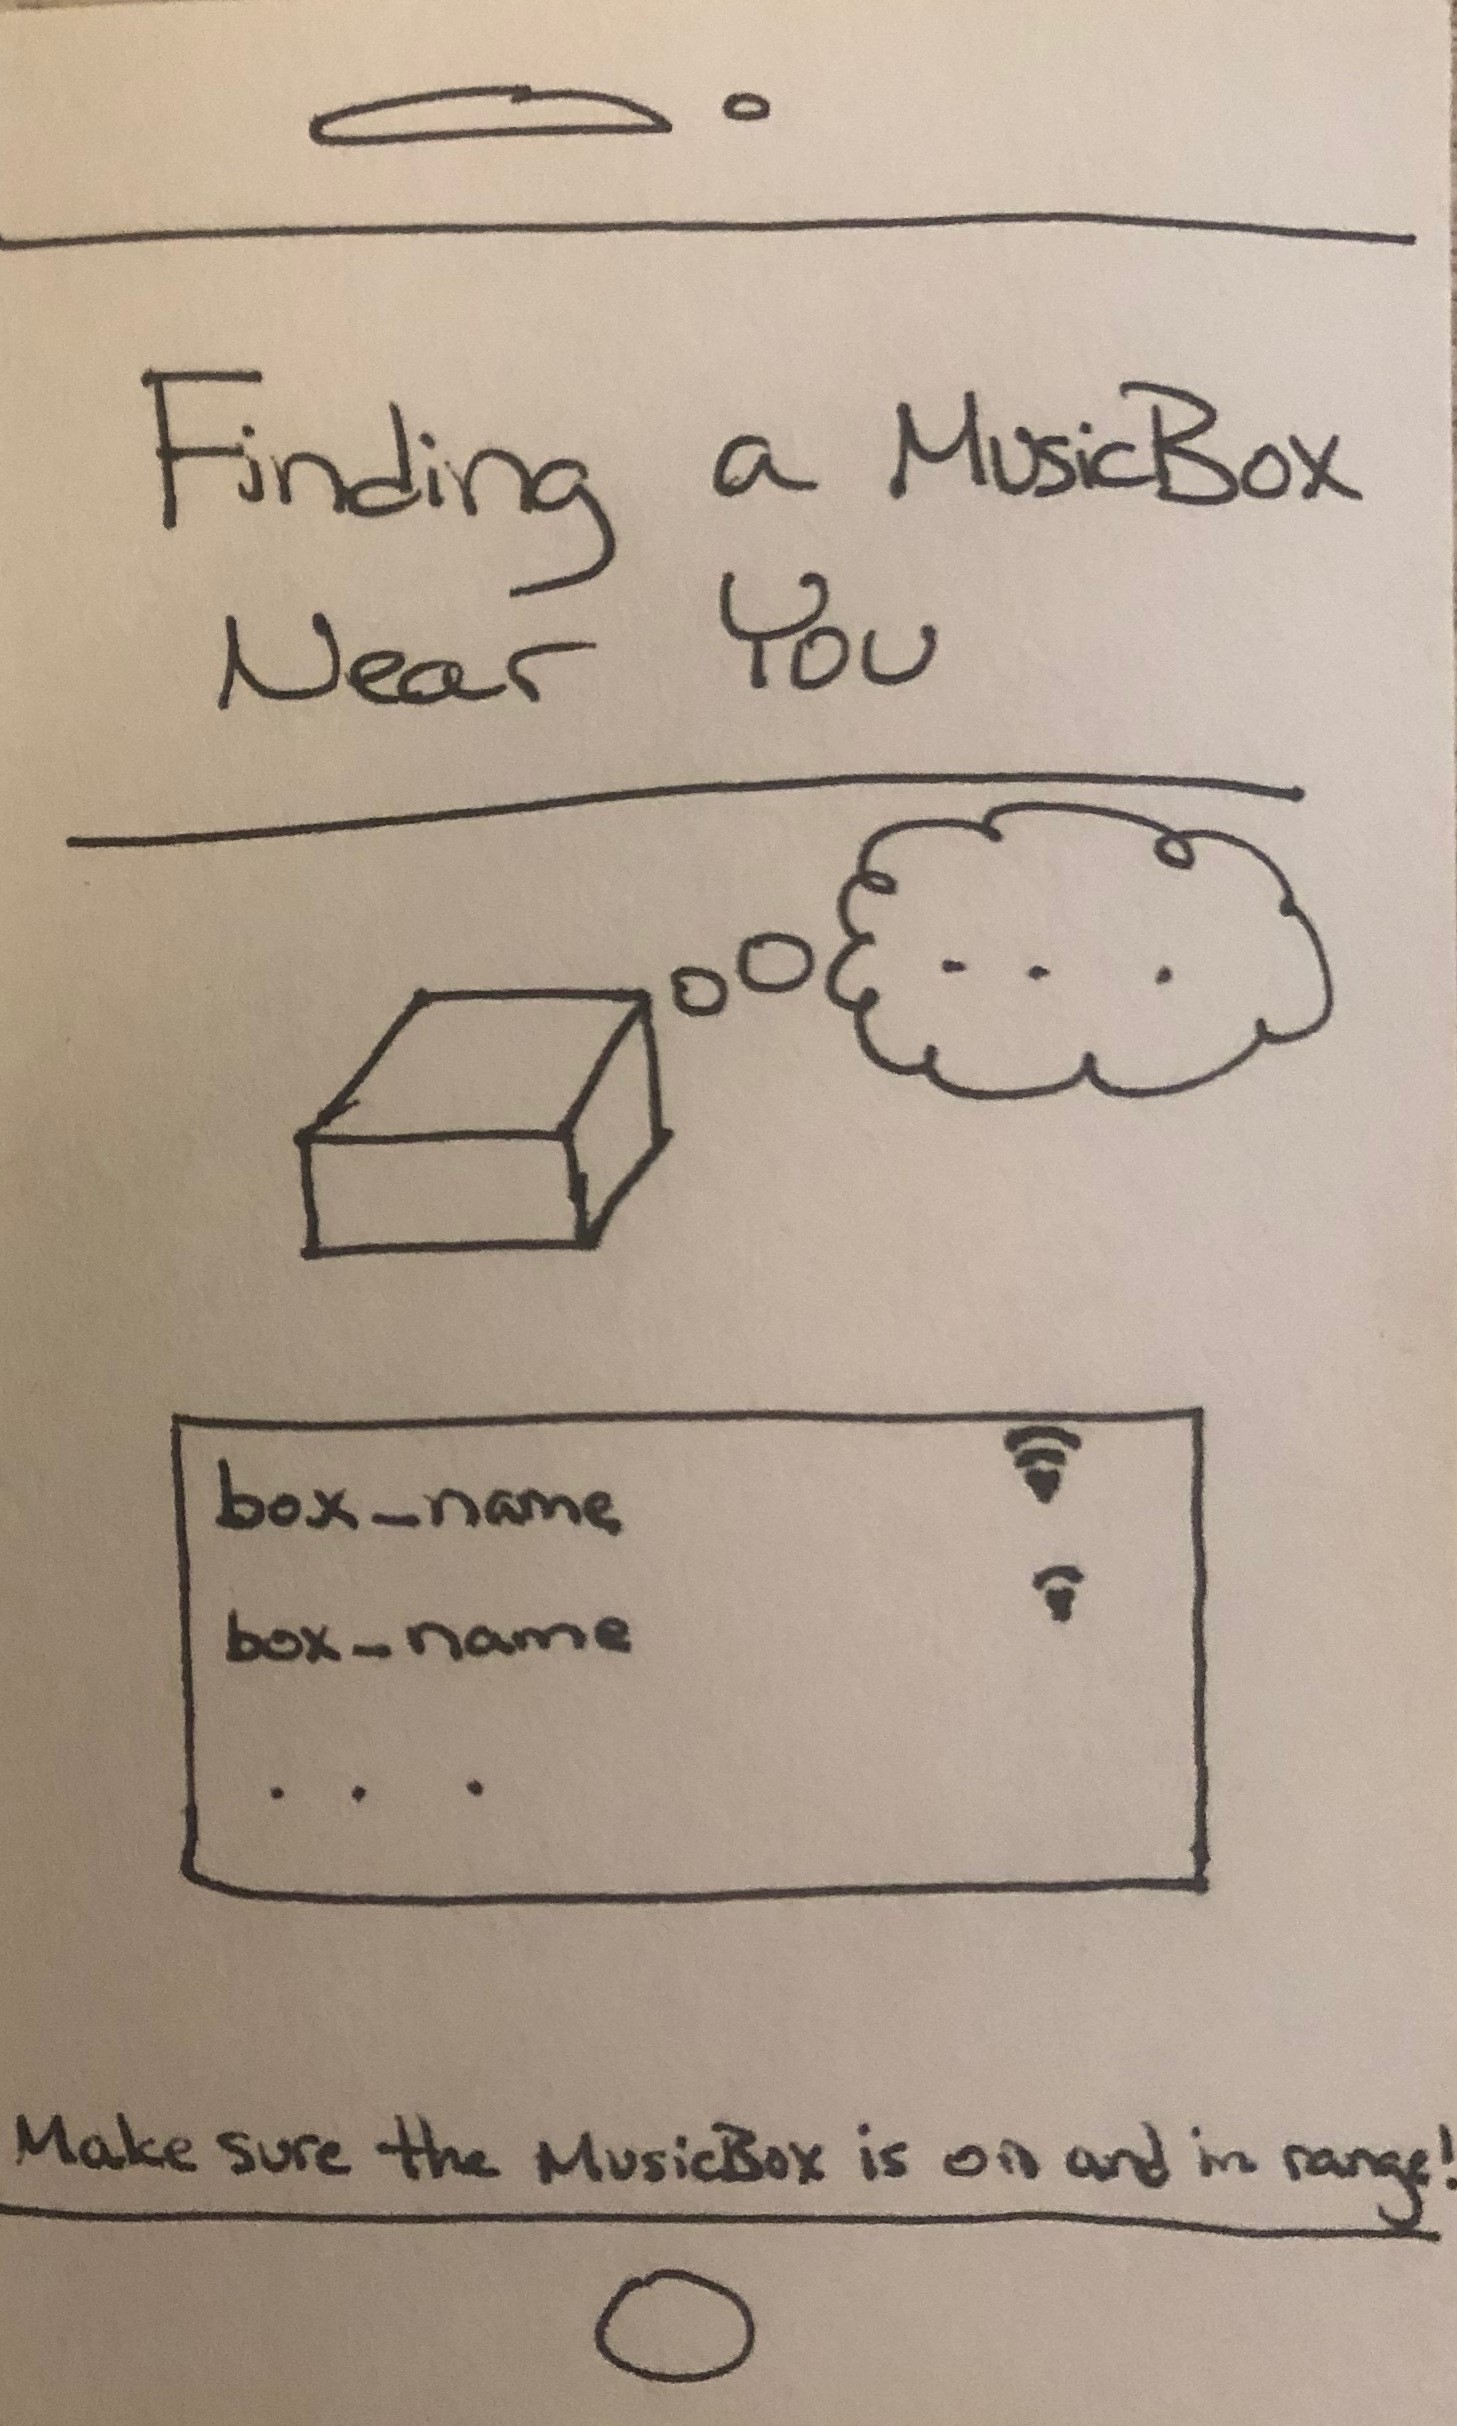 Finding a MusicBox
Near You
. . .
box_name
box_name
. . .
Make sure the MusicBox is on and in range!